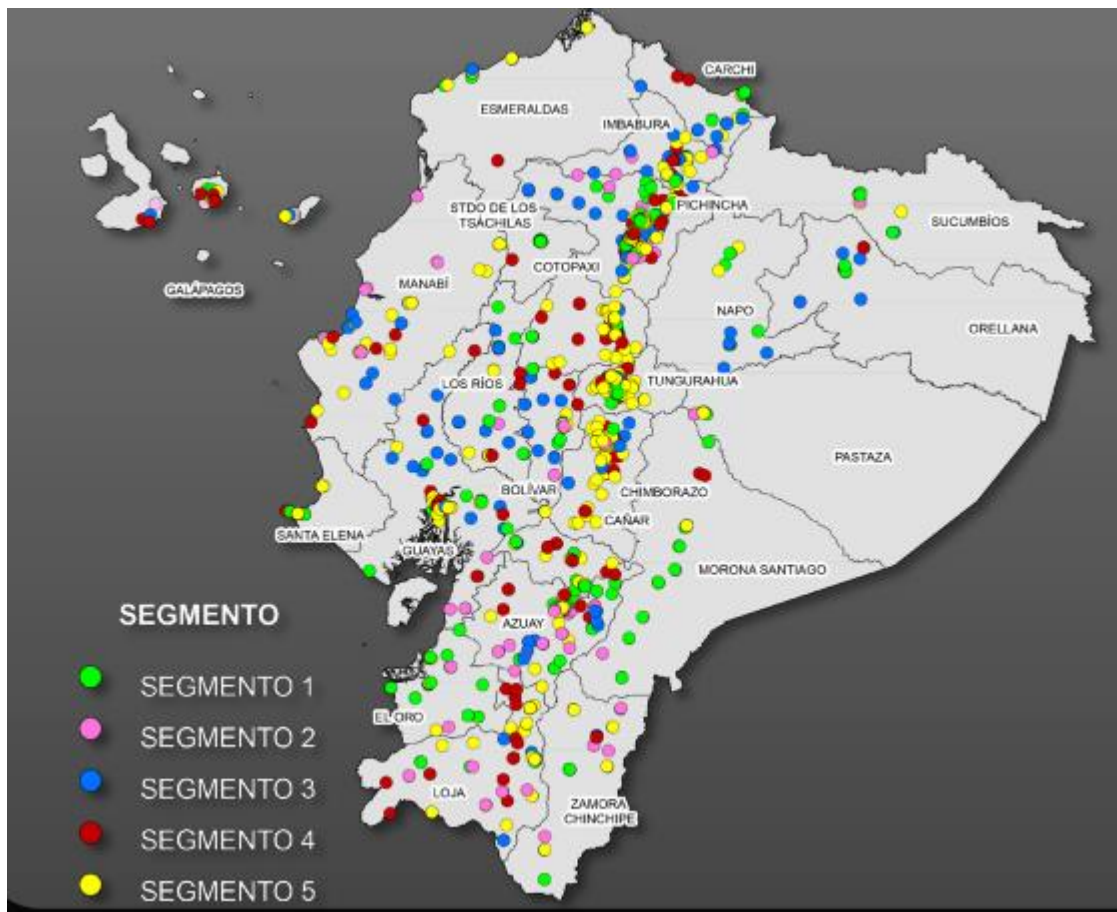 CARCHI
ESMERALDAS
IMBABURA
PICHINCHA
STDO DE LOS
TSÁCHILAS
SUCUMBÍOS
COTOPAXI
MANABÍ
GALÁPAGOS
NAPO
ORELLANA
LOS RÍOS
TUNGURAHUA
PASTAZA
BOLÍVAR
CHIMBORAZO
CAÑAR
SANTA ELENA
GUAYAS
MORONA SANTIAGO
AZUAY
EL ORO
LOJA
ZAMORA
CHINCHIPE
SEGMENTO
SEGMENTO 1
SEGMENTO 2
SEGMENTO 3
SEGMENTO 4
SEGMENTO 5